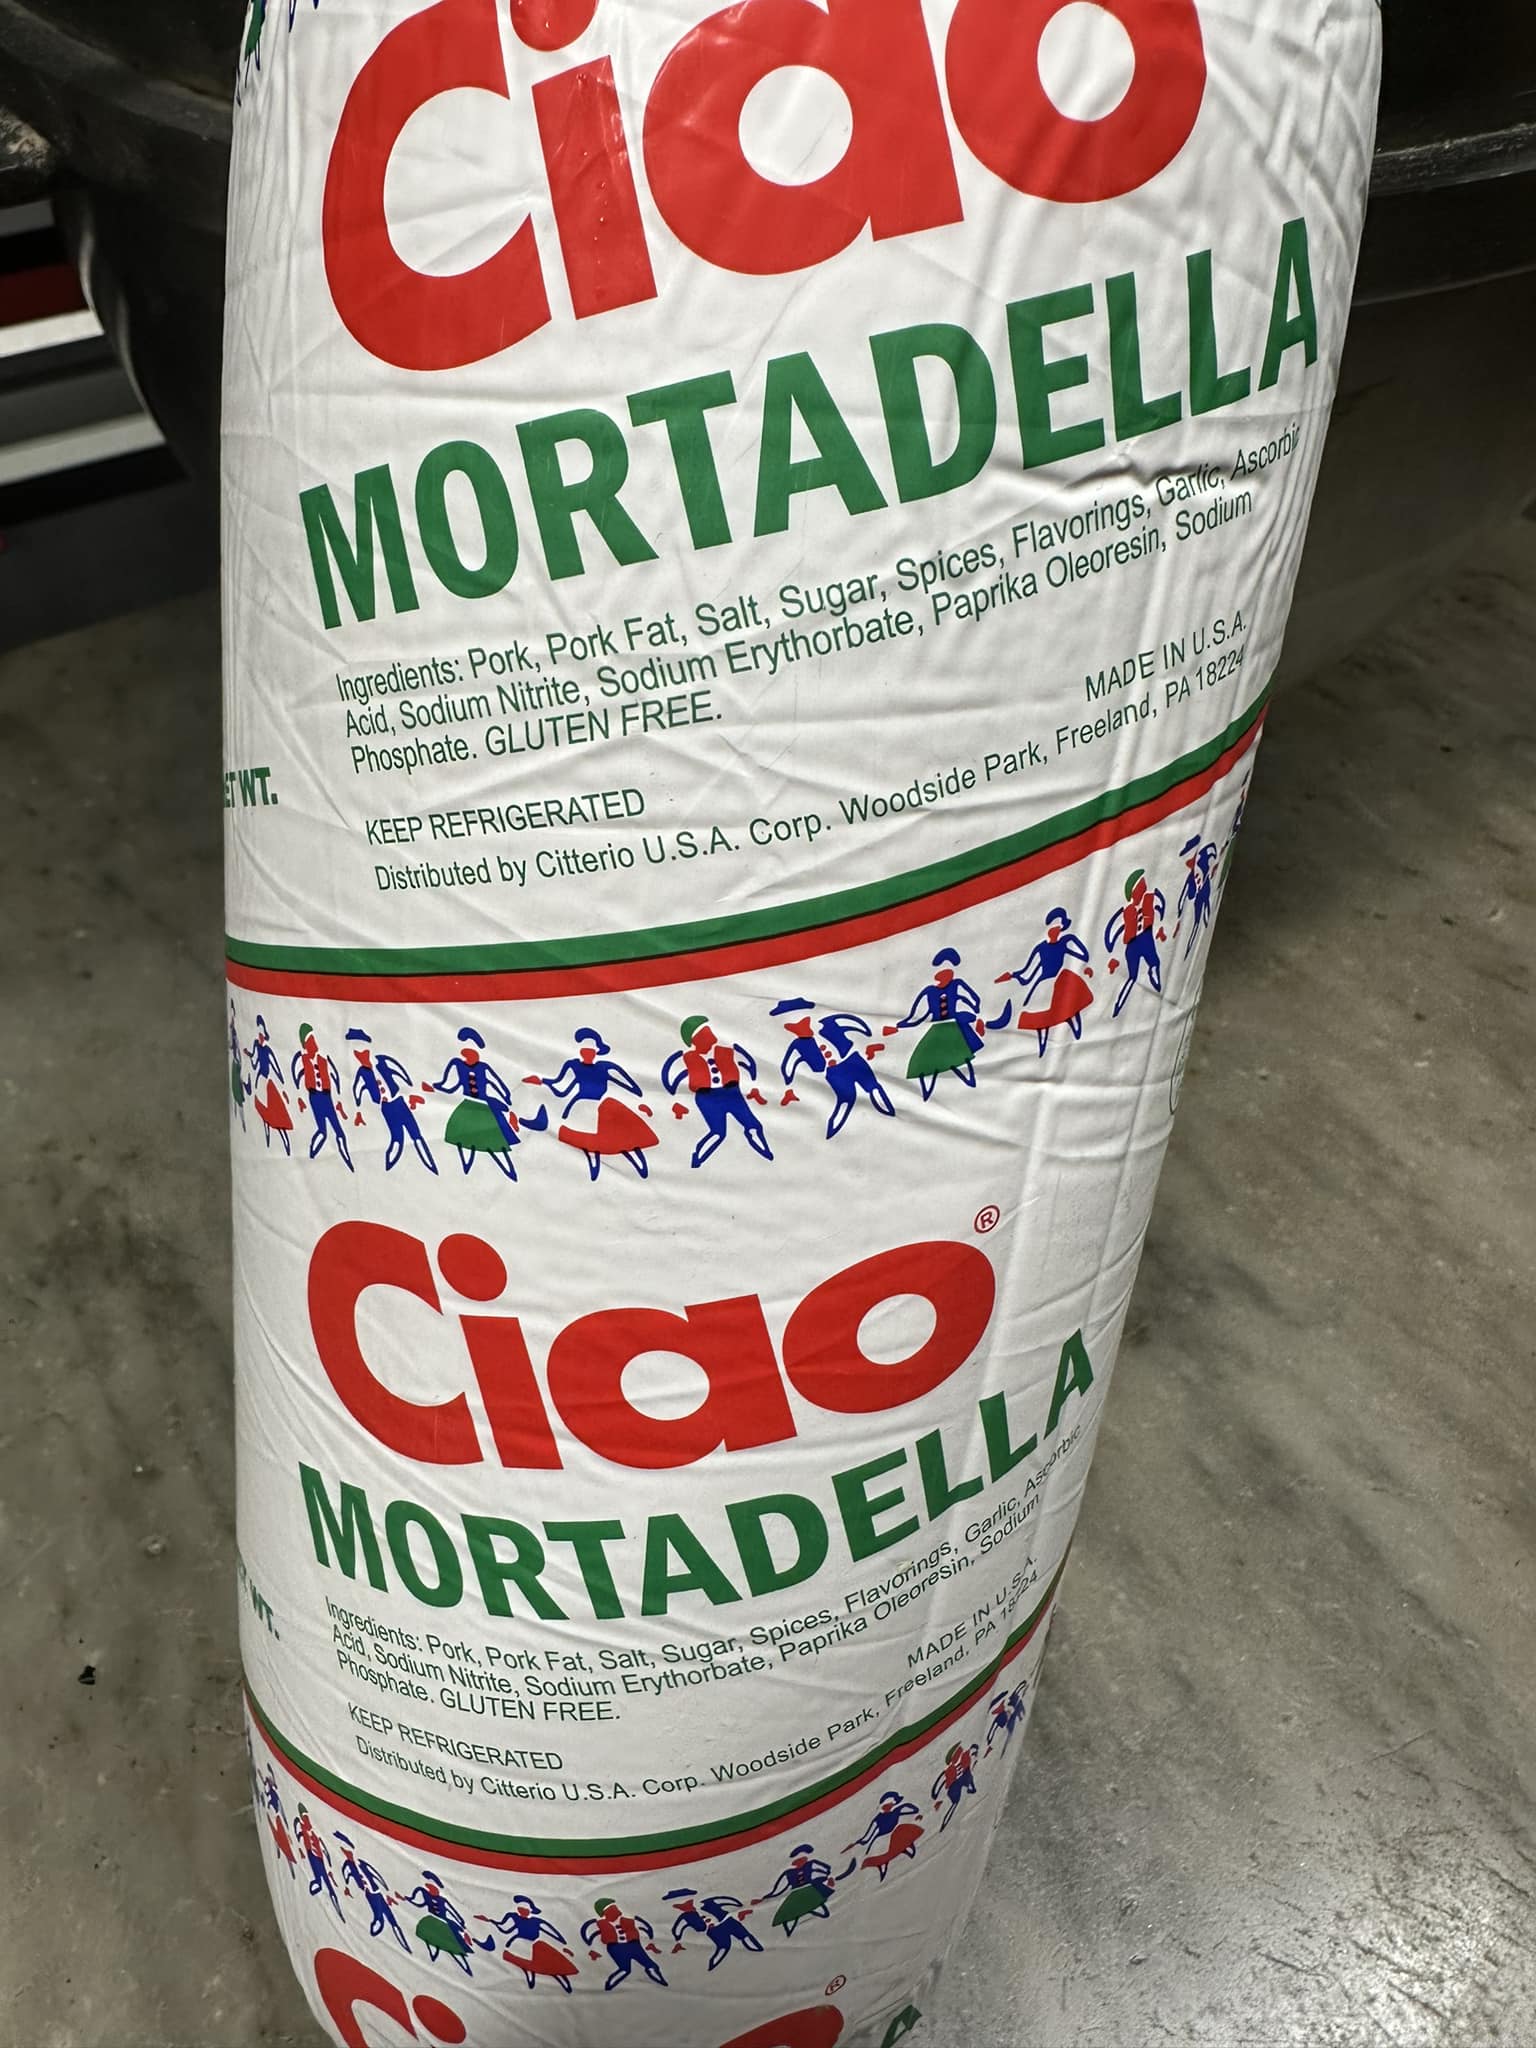 Ciao
MORTADELLA
Ingredients: Pork, Pork Fat, Salt, Sugar, Spices, Flavorings, Garlic, Ascorbic
Acid, Sodium Nitrite, Sodium Erythorbate, Paprika Oleoresin, Sodium
Phosphate. GLUTEN FREE.
MADE IN U.S.A.
WT.
KEEP REFRIGERATED
Distributed by Citterio U.S.A. Corp. Woodside Park, Freeland, PA 18224
Ciao®
MORTADELLA
Ingredients: Pork, Pork Fat, Salt, Sugar, Spices, Flavorings, Garlic, Ascorbic
Acid, Sodium Nitrite, Sodium Erythorbate, Paprika Oleoresin, Sodium
Phosphate. GLUTEN FREE.
MADE IN U.S.A.
WT.
KEEP REFRIGERATED
Distributed by Citterio U.S.A. Corp. Woodside Park, Freeland, PA 18224
Ciao®